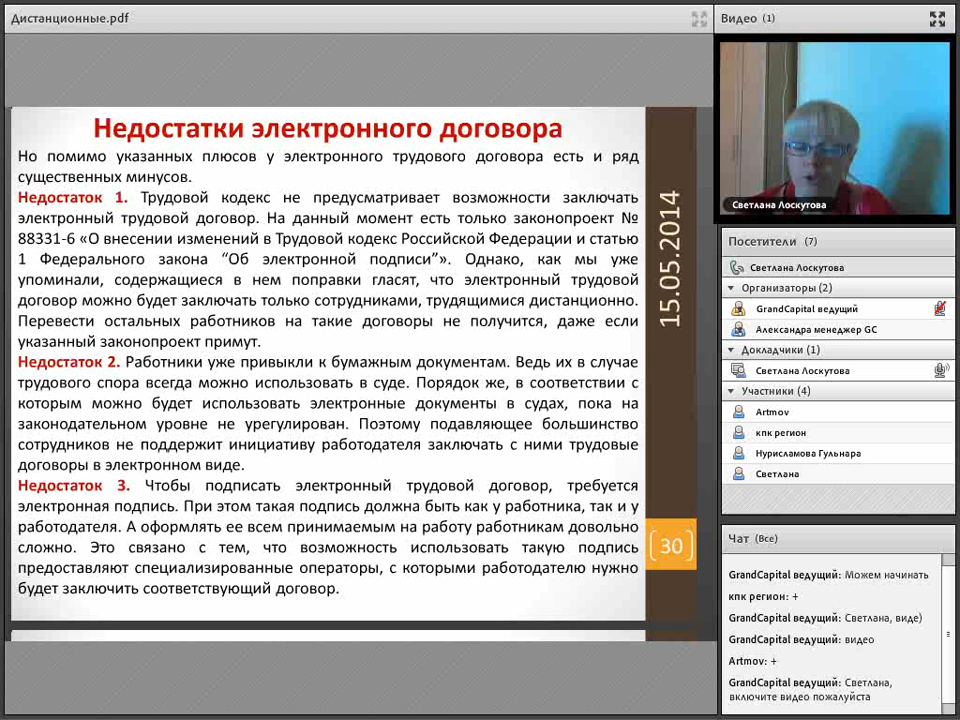 Дистанционные.pdf
Недостатки электронного договора
Но помимо указанных плюсов у электронного трудового договора есть и ряд
существенных минусов.
Недостаток 1. Трудовой кодекс не предусматривает возможности заключать
электронный трудовой договор. На данный момент есть только законопроект №
88331-6 «О внесении изменений в Трудовой кодекс Российской Федерации и статью
1 Федерального закона “Об электронной подписи”». Однако, как мы уже
упоминали, содержащиеся в нем поправки гласят, что электронный трудовой
договор можно будет заключать только сотрудниками, трудящимися дистанционно.
Перевести остальных работников на такие договоры не получится, даже если
указанный законопроект примут.
Недостаток 2. Работники уже привыкли к бумажным документам. Ведь их в случае
трудового спора всегда можно использовать в суде. Порядок же, в соответствии с
которым можно будет использовать электронные документы в судах, пока на
законодательном уровне не урегулирован. Поэтому подавляющее большинство
сотрудников не поддержит инициативу работодателя заключать с ними трудовые
договоры в электронном виде.
Недостаток 3. Чтобы подписать электронный трудовой договор, требуется
электронная подпись. При этом такая подпись должна быть как у работника, так и у
работодателя. А оформлять ее всем принимаемым на работу работникам довольно
сложно. Это связано с тем, что возможность использовать такую подпись
предоставляют специализированные операторы, с которыми работодателю нужно
будет заключить соответствующий договор.
15.05.2014
30
Видео (1)
Светлана Лоскутова
Посетители (7)
Светлана Лоскутова
Организаторы (2)
GrandCapital ведущий
Александра менеджер GC
Докладчики (1)
Светлана Лоскутова
Участники (4)
Artmov
кпк регион
Нурисламова Гульнара
Светлана
Чат (Все)
GrandCapital ведущий: Можем начинать
кпк регион: +
GrandCapital ведущий: Светлана, виде)
GrandCapital ведущий: видео
Artmov: +
GrandCapital ведущий: Светлана,
включите видео пожалуйста